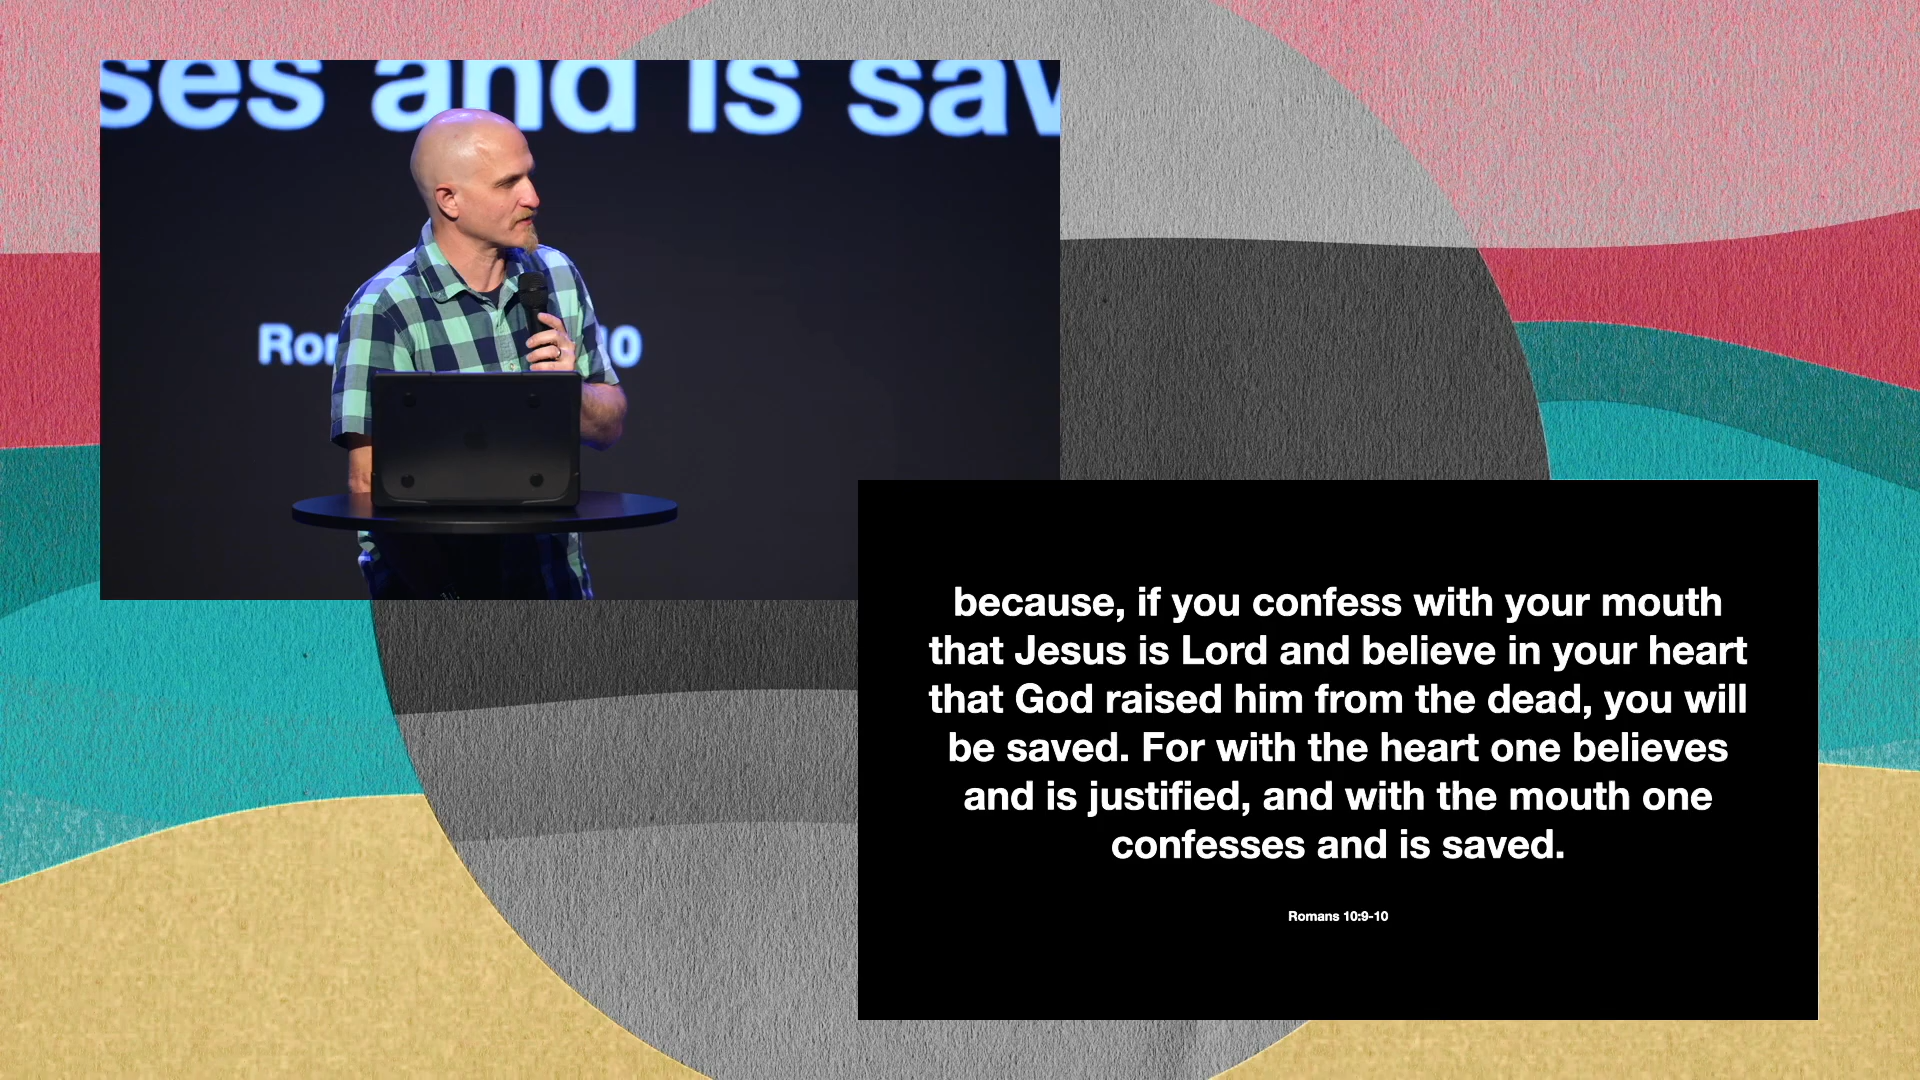 ses and is sav
Ron 10
because, if you confess with your mouth
that Jesus is Lord and believe in your heart
that God raised him from the dead, you will
be saved. For with the heart one believes
and is justified, and with the mouth one
confesses and is saved.
Romans 10:9-10